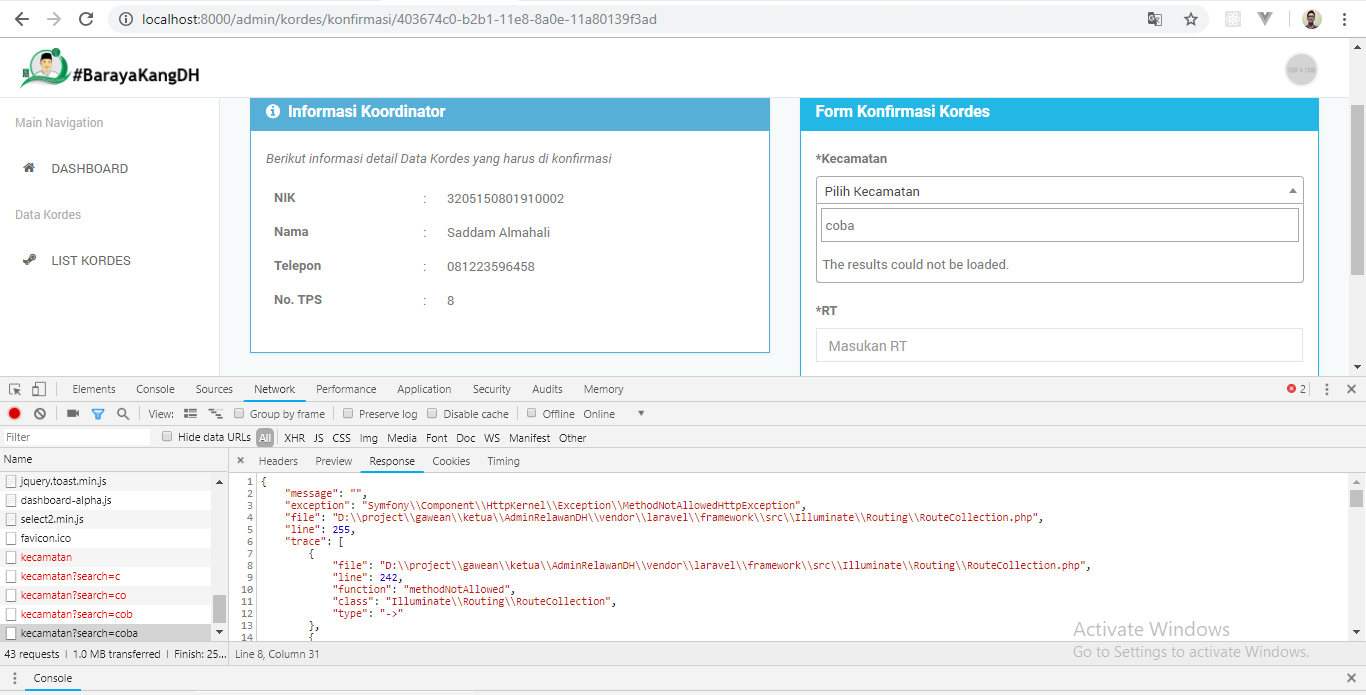 localhost:8000/admin/kordes/konfirmasi/403674c0-b2b1-11e8-8a0e-11a80139f3ad
#BarayaKangDH
128 x 128
Main Navigation
DASHBOARD
Data Kordes
LIST KORDES
Informasi Koordinator
Berikut informasi detail Data Kordes yang harus di konfirmasi
NIK : 3205150801910002
Nama : Saddam Almahali
Telepon : 081223596458
No. TPS : 8
Form Konfirmasi Kordes
*Kecamatan
Pilih Kecamatan
coba
The results could not be loaded.
*RT
Masukan RT
Elements Console Sources Network Performance Application Security Audits Memory 2
View: Group by frame Preserve log Disable cache Offline Online
Filter Hide data URLs All XHR JS CSS Img Media Font Doc WS Manifest Other
Name
jquery.toast.min.js
dashboard-alpha.js
select2.min.js
favicon.ico
kecamatan
kecamatan?search=c
kecamatan?search=co
kecamatan?search=cob
kecamatan?search=coba
43 requests | 1.0 MB transferred | Finish: 25...
Headers Preview Response Cookies Timing
1 {
2 "message": "",
3 "exception": "Symfony\\Component\\HttpKernel\\Exception\\MethodNotAllowedHttpException",
4 "file": "D:\\project\\gawean\\ketua\\AdminRelawanDH\\vendor\\laravel\\framework\\src\\Illuminate\\Routing\\RouteCollection.php",
5 "line": 255,
6 "trace": [
7 {
8 "file": "D:\\project\\gawean\\ketua\\AdminRelawanDH\\vendor\\laravel\\framework\\src\\Illuminate\\Routing\\RouteCollection.php",
9 "line": 242,
10 "function": "methodNotAllowed",
11 "class": "Illuminate\\Routing\\RouteCollection",
12 "type": "->"
13 },
14 {
Line 8, Column 31
Activate Windows
Go to Settings to activate Windows.
Console